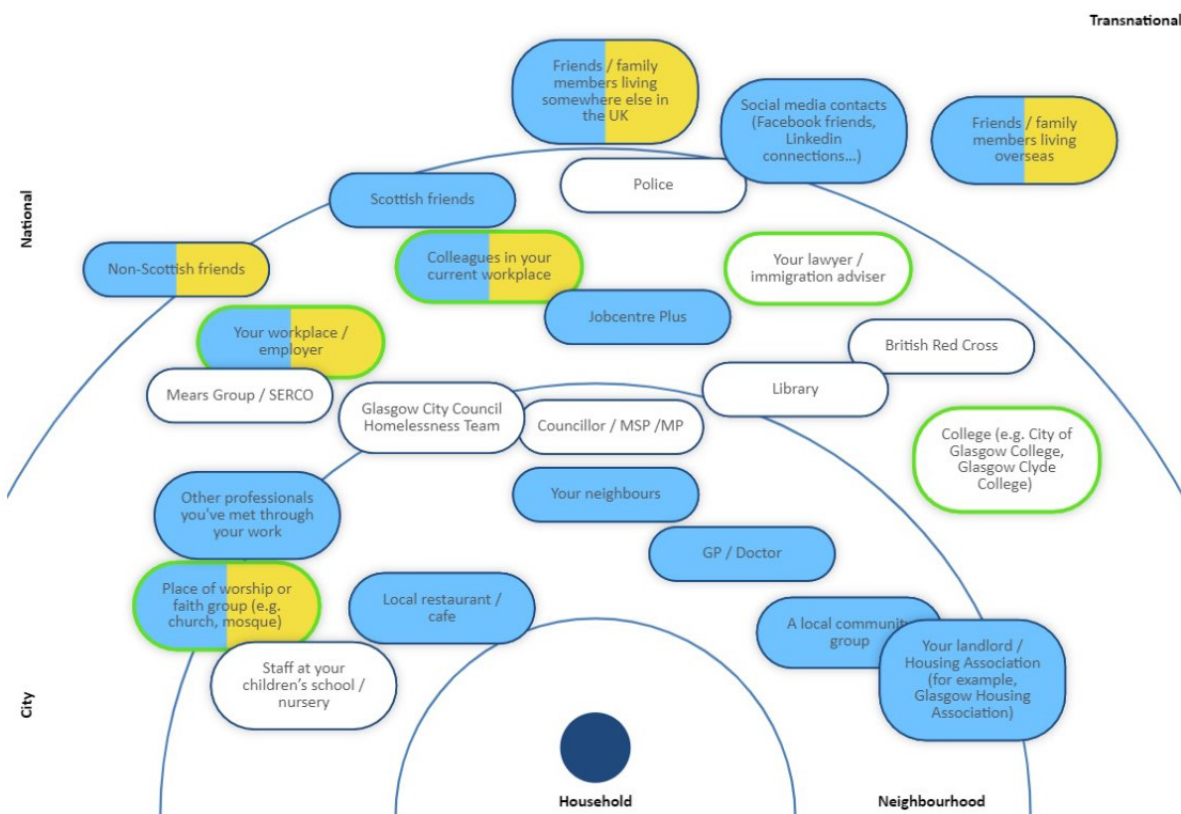 Transnational
Friends / family
members living
somewhere else in
the UK
Social media contacts
(Facebook friends,
Linkedin
connections...)
Friends / family
members living
overseas
Police
Scottish friends
National
Non-Scottish friends
Colleagues in your
current workplace
Your lawyer /
immigration adviser
Jobcentre Plus
Your workplace /
employer
British Red Cross
Mears Group / SERCO
Library
Glasgow City Council
Homelessness Team
Councillor / MSP /MP
College (e.g. City of
Glasgow College,
Glasgow Clyde
College)
Other professionals
you've met through
your work
Your neighbours
GP / Doctor
Place of worship or
faith group (e.g.
church, mosque)
Local restaurant /
cafe
A local community
group
Your landlord /
Housing Association
(for example,
Glasgow Housing
Association)
Staff at your
children's school /
nursery
City
Household
Neighbourhood